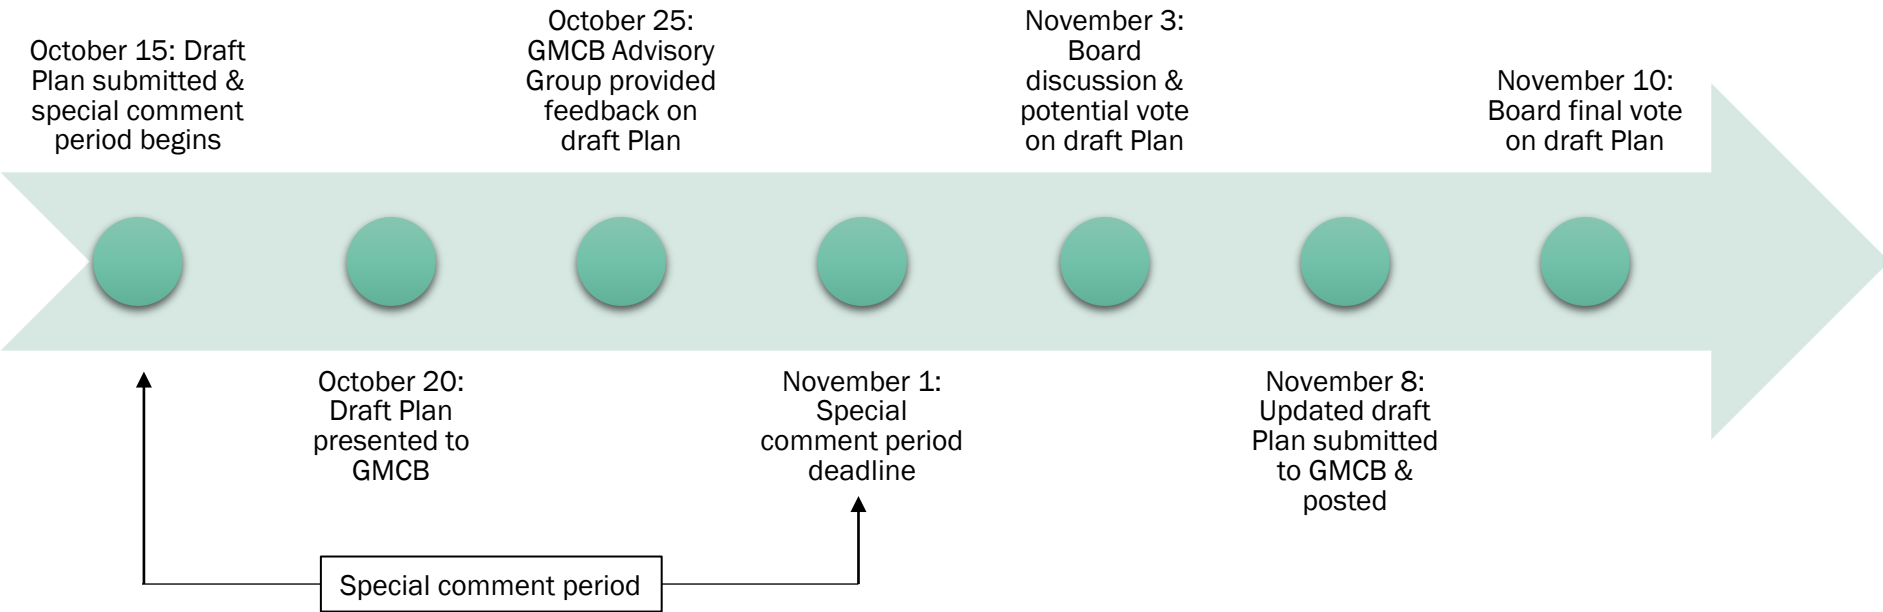 October 15: Draft
Plan submitted &
special comment
period begins
October 20:
Draft Plan
presented to
GMCB
October 25:
GMCB Advisory
Group provided
feedback on
draft Plan
November 1:
Special
comment period
deadline
November 3:
Board
discussion &
potential vote
on draft Plan
November 8:
Updated draft
Plan submitted
to GMCB &
posted
November 10:
Board final vote
on draft Plan
Special comment period